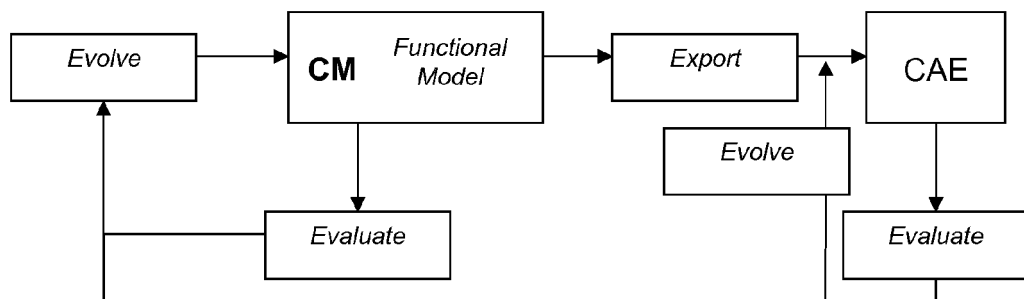 Evolve
CM
Functional
Model
Export
CAE
Evolve
Evaluate
Evaluate